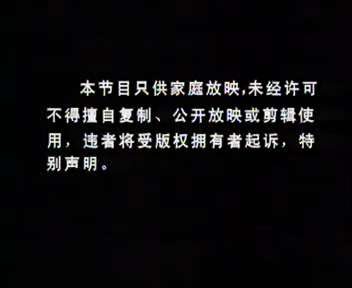 本节目只供家庭放映,未经许可
不得擅自复制、公开放映或剪辑使
用，违者将受版权拥有者起诉，特
别声明。